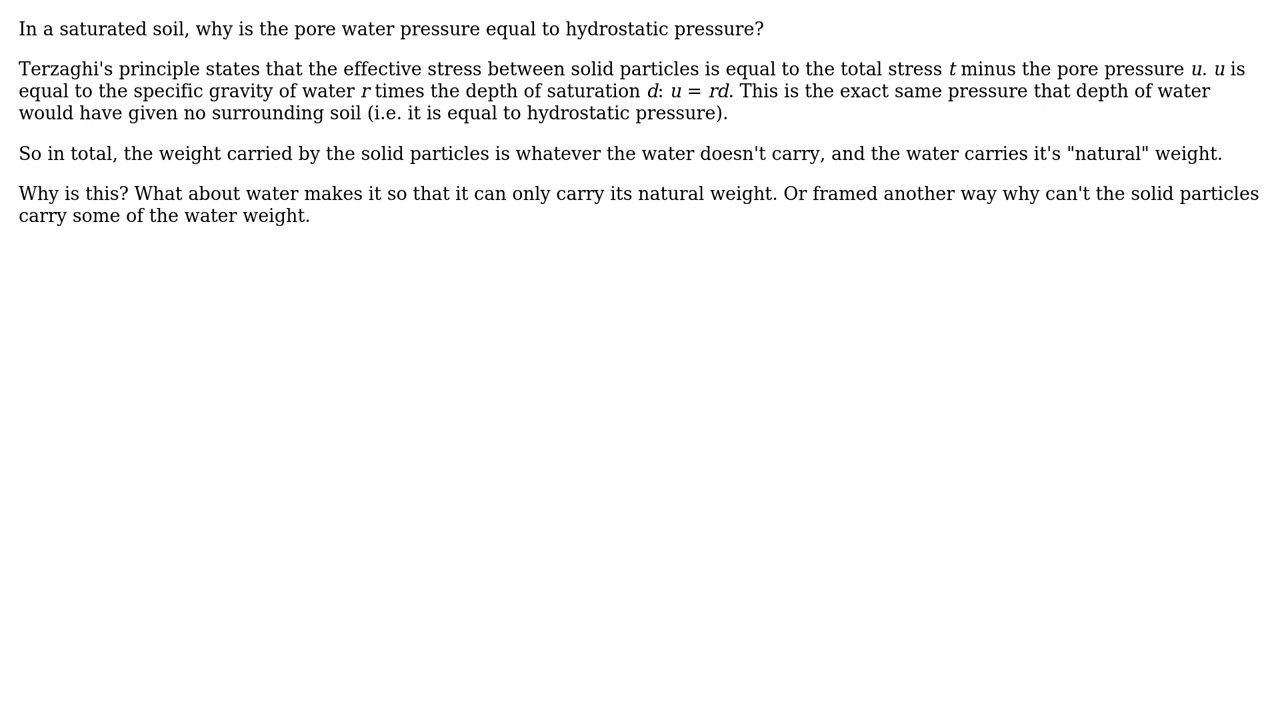 In a saturated soil, why is the pore water pressure equal to hydrostatic pressure?
Terzaghi's principle states that the effective stress between solid particles is equal to the total stress t minus the pore pressure u. u is
equal to the specific gravity of water r times the depth of saturation d: u = rd. This is the exact same pressure that depth of water
would have given no surrounding soil (i.e. it is equal to hydrostatic pressure).
So in total, the weight carried by the solid particles is whatever the water doesn't carry, and the water carries it's "natural" weight.
Why is this? What about water makes it so that it can only carry its natural weight. Or framed another way why can't the solid particles
carry some of the water weight.